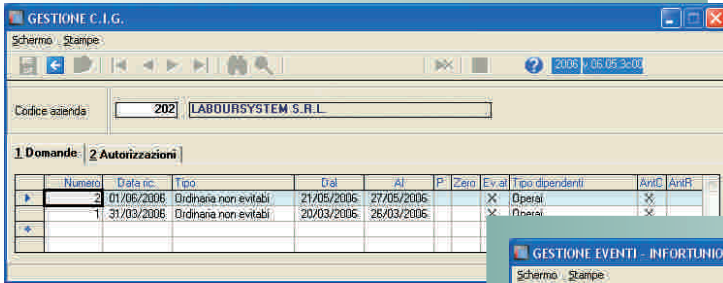 GESTIONE C.I.G.
Schermo Stampe
2006 v.06.05.3c00
Codice azienda 202 LABOURSYSTEM S.R.L.
1 Domande 2 Autorizzazioni
Numero Data ric. Tipo Dal Al P Zero Ev.at Tipo dipendenti AntC AntR
2 01/06/2006 Ordinaria non evitabi 21/05/2006 27/05/2006 X Operai X
1 31/03/2006 Ordinaria non evitabi 20/03/2006 26/03/2006 X Operai X
GESTIONE EVENTI - INFORTUNIO
Schermo Stampe